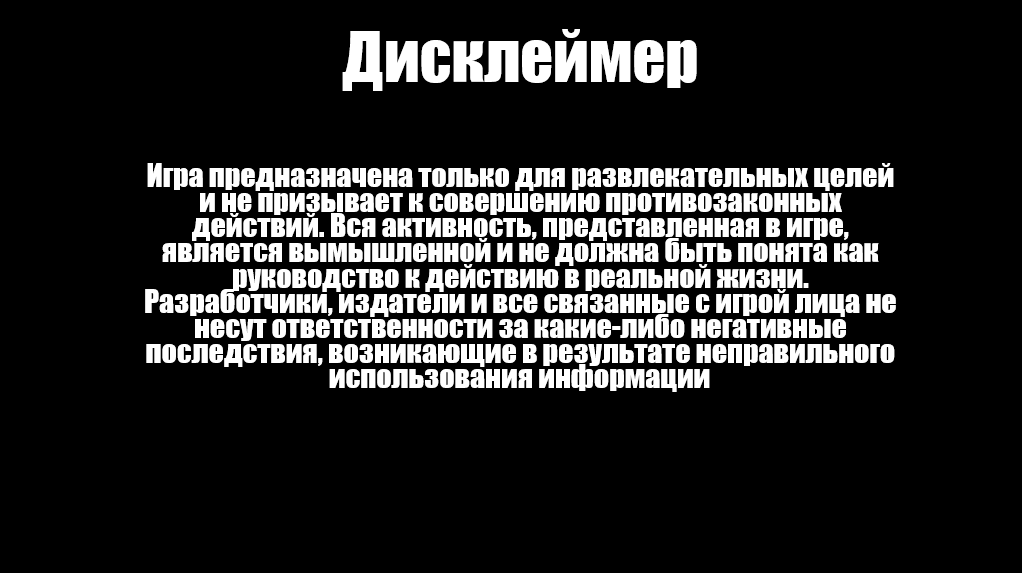 Дисклеймер
Игра предназначена только для развлекательных целей
и не призывает к совершению противозаконных
действий. Вся активность, представленная в игре,
является вымышленной и не должна быть понята как
руководство к действию в реальной жизни.
Разработчики, издатели и все связанные с игрой лица не
несут ответственности за какие-либо негативные
последствия, возникающие в результате неправильного
использования информации